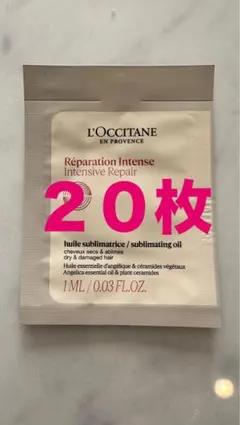 L'OCCITANE
EN PROVENCE
Réparation Intense
Intensive Repair
20枚
huile sublimatrice / sublimating oil
cheveux secs & abîmés
dry & damaged hair
Huile essentielle d'angélique & céramides végétaux
Angelica essential oil & plant ceramides
1 ML / 0.03 FL.OZ.